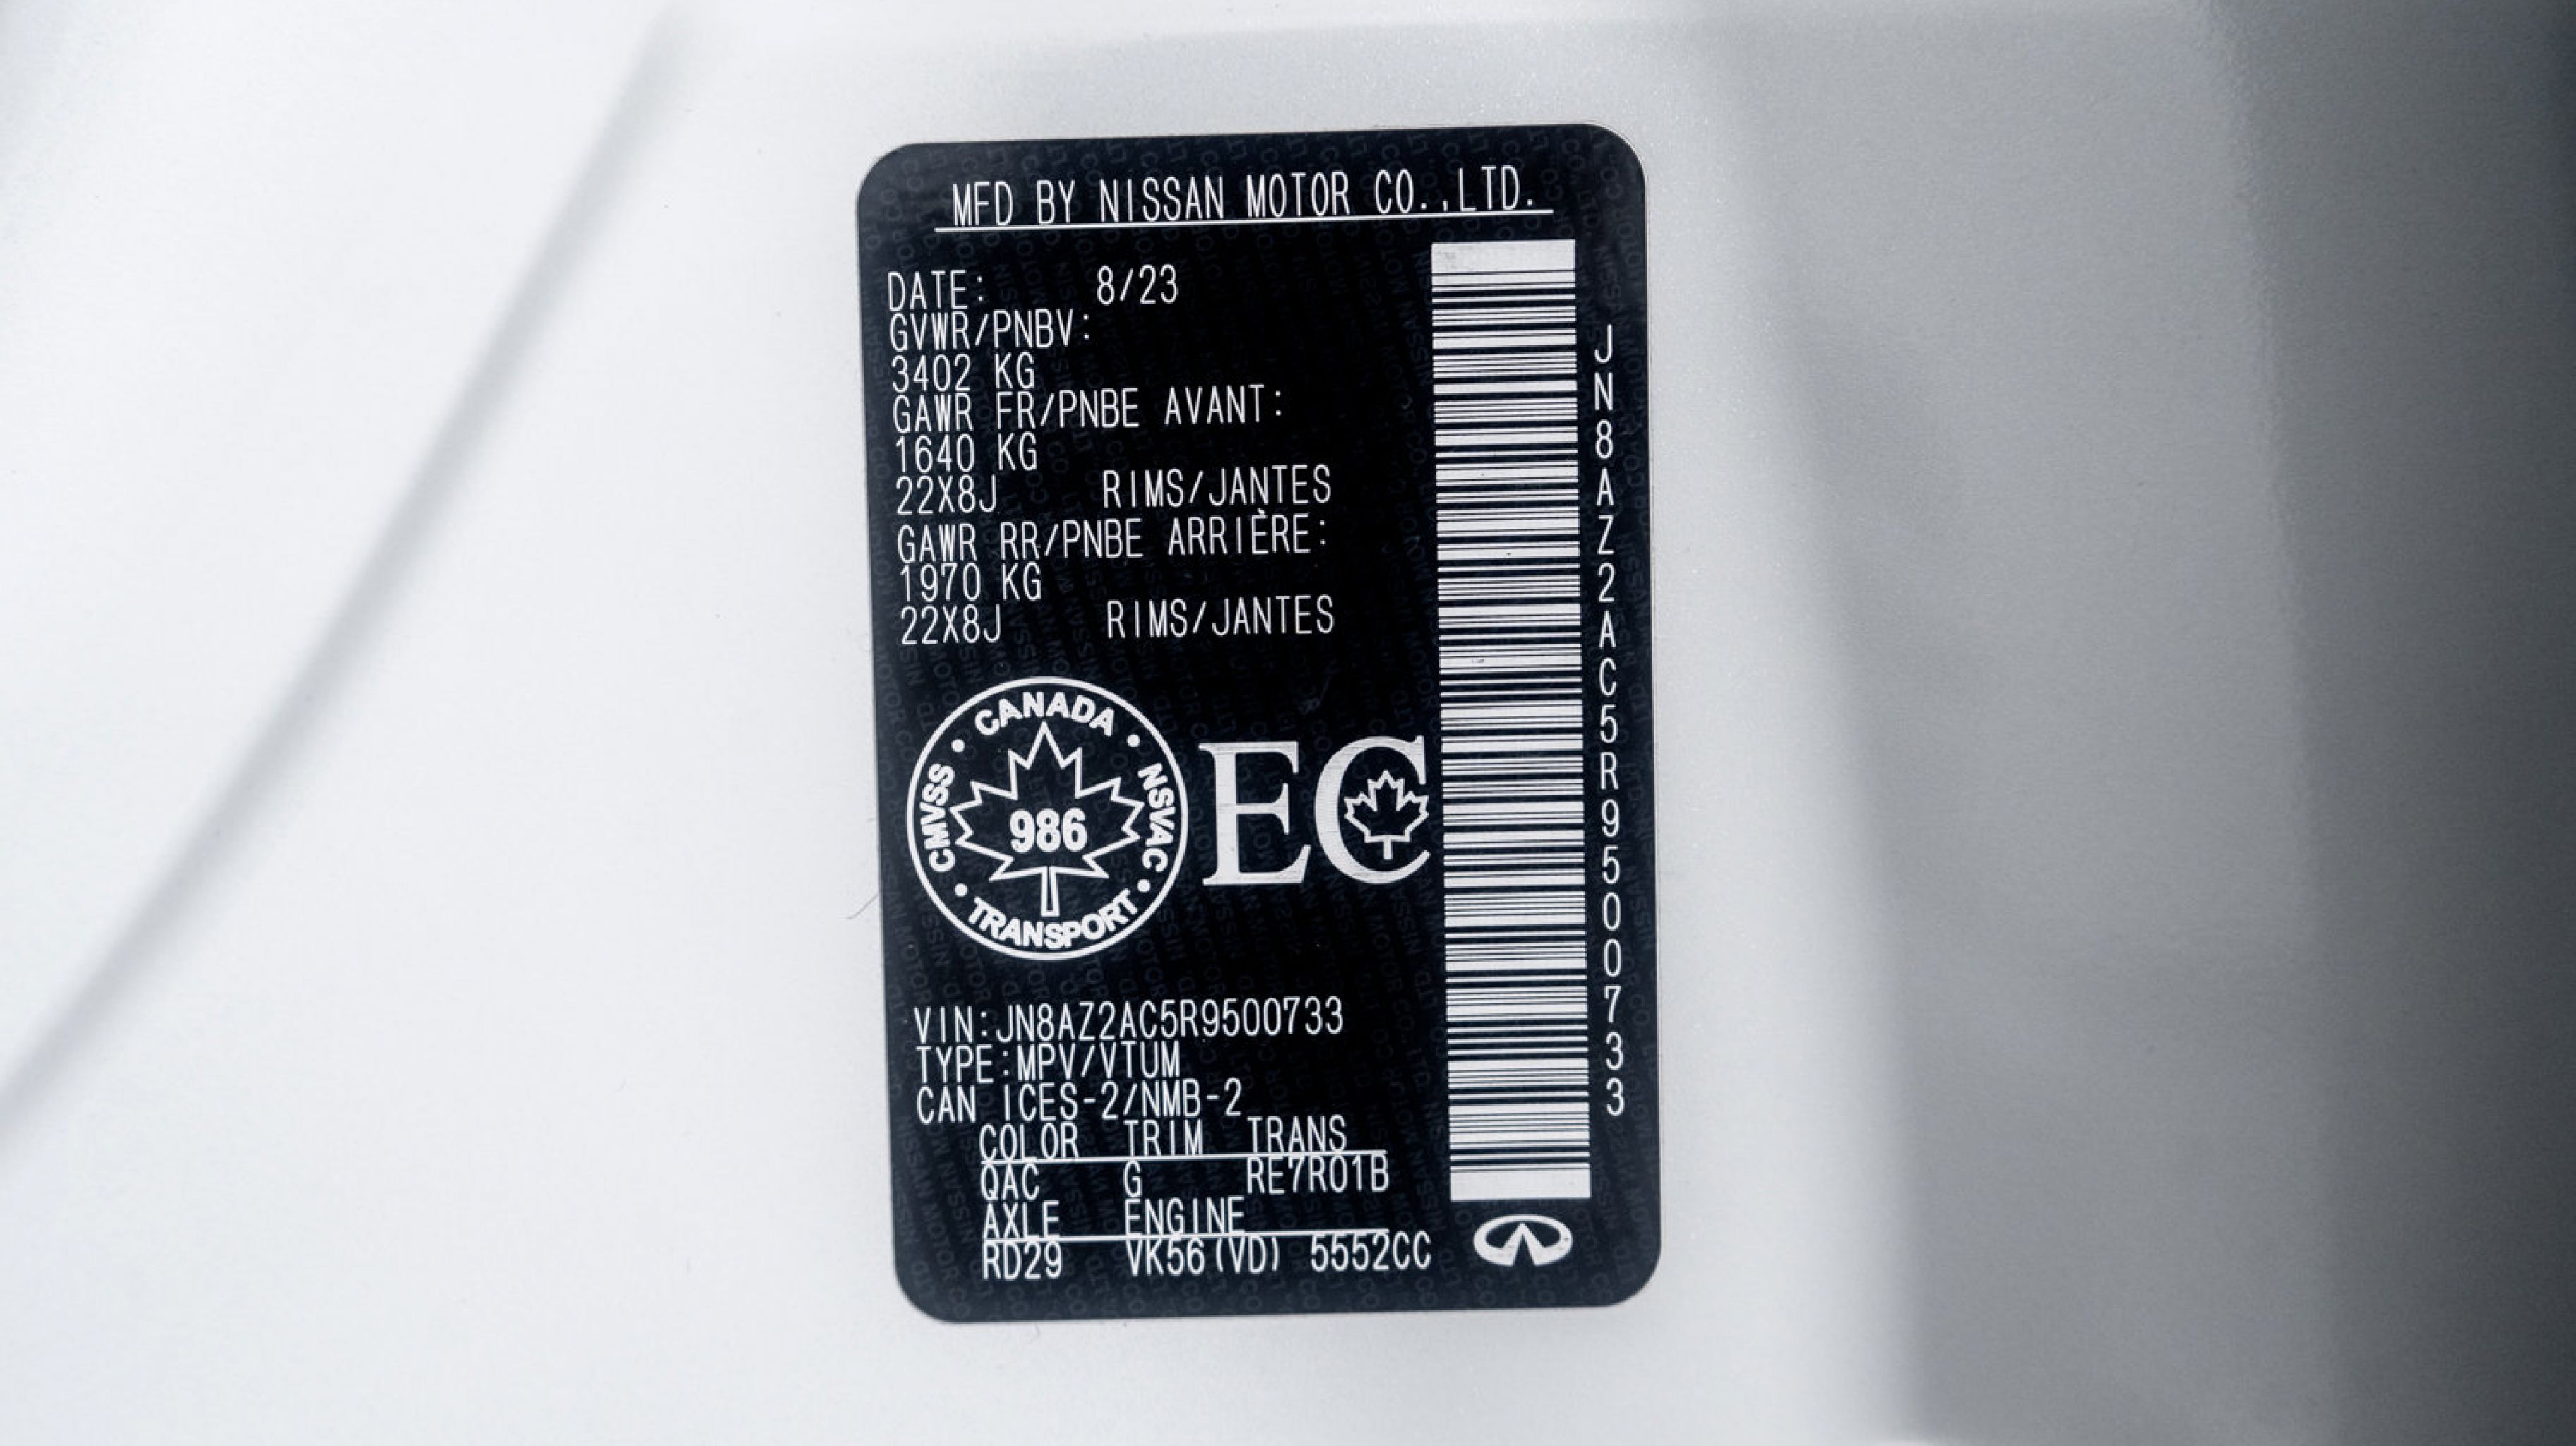 MFD BY NISSAN MOTOR CO.,LTD.
DATE: 8/23
GVWR/PNBV:
3402 KG
GAWR FR/PNBE AVANT:
1640 KG
22X8J RIMS/JANTES
GAWR RR/PNBE ARRIÈRE:
1970 KG
22X8J RIMS/JANTES
CANADA
CMVSS
NSVAC
986
TRANSPORT
EC
VIN:JN8AZ2AC5R9500733
TYPE:MPV/VTUM
CAN ICES-2/NMB-2
COLOR TRIM TRANS
QAC G RE7R01B
AXLE ENGINE
RD29 VK56(VD) 5552CC
JN8AZ2AC5R9500733